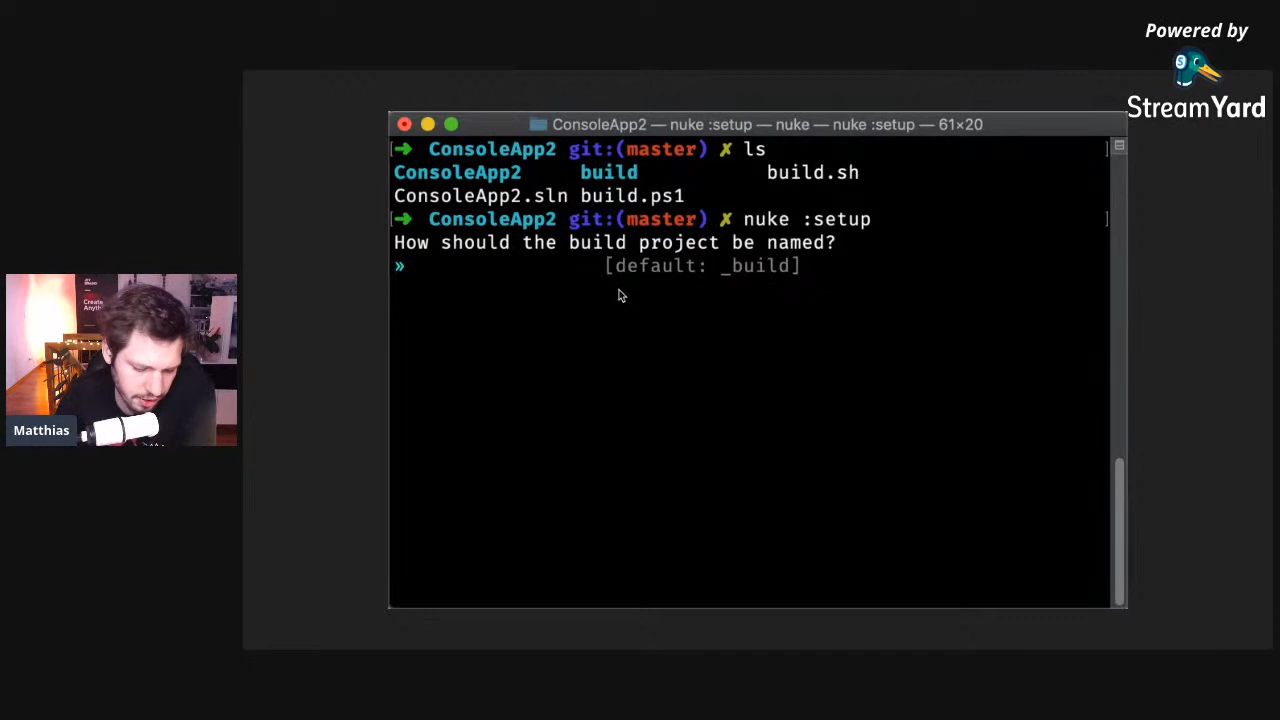 Powered by
StreamYard
ConsoleApp2 — nuke :setup — nuke — nuke :setup — 61×20
[➜ ConsoleApp2 git:(master) ✗ ls ]
ConsoleApp2 build build.sh
ConsoleApp2.sln build.ps1
[➜ ConsoleApp2 git:(master) ✗ nuke :setup ]
How should the build project be named?
» [default: _build]
Create
Anyth
Matthias